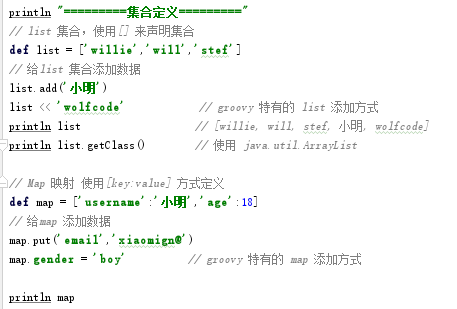 println "=========集合定义========="
// list 集合，使用[] 来声明集合
def list = ['willie','will','stef']
// 给list 集合添加数据
list.add('小明')
list << 'wolfcode' // groovy 特有的 list 添加方式
println list // [willie, will, stef, 小明, wolfcode]
println list.getClass() // 使用 java.util.ArrayList
// Map 映射 使用[key:value] 方式定义
def map = ['username':'小明','age':18]
// 给map 添加数据
map.put('email','xiaomign@')
map.gender = 'boy' // groovy 特有的 map 添加方式
println map